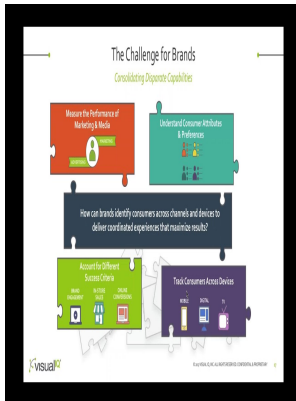 The Challenge for Brands
Consolidating Disparate Capabilities
Measure the Performance of
Marketing & Media
Understand Consumer Attributes
& Preferences
How can brands identify consumers across channels and devices to
deliver coordinated experiences that maximize results?
Account for Different
Success Criteria
BRAND
ENGAGEMENT
IN-STORE
SALES
ONLINE
CONVERSIONS
Track Consumers Across Devices
MOBILE
DIGITAL
TV
visualIQ